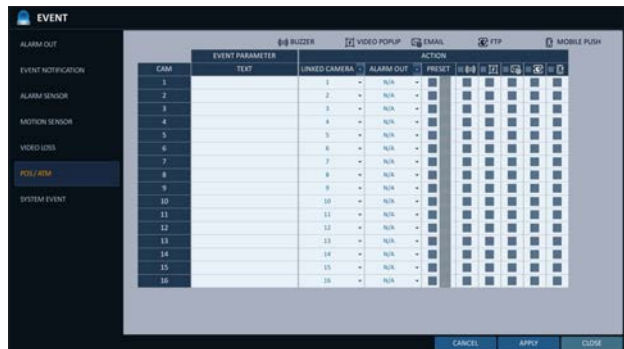 EVENT
ALARM OUT
EVENT NOTIFICATION
ALARM SENSOR
MOTION SENSOR
VIDEO LOSS
POS / ATM
SYSTEM EVENT
BUZZER VIDEO POPUP EMAIL FTP MOBILE PUSH
EVENT PARAMETER ACTION
CAM TEXT LINKED CAMERA ALARM OUT PRESET
1 1 N/A
2 2 N/A
3 3 N/A
4 4 N/A
5 5 N/A
6 6 N/A
7 7 N/A
8 8 N/A
9 9 N/A
10 10 N/A
11 11 N/A
12 12 N/A
13 13 N/A
14 14 N/A
15 15 N/A
16 16 N/A
CANCEL APPLY CLOSE